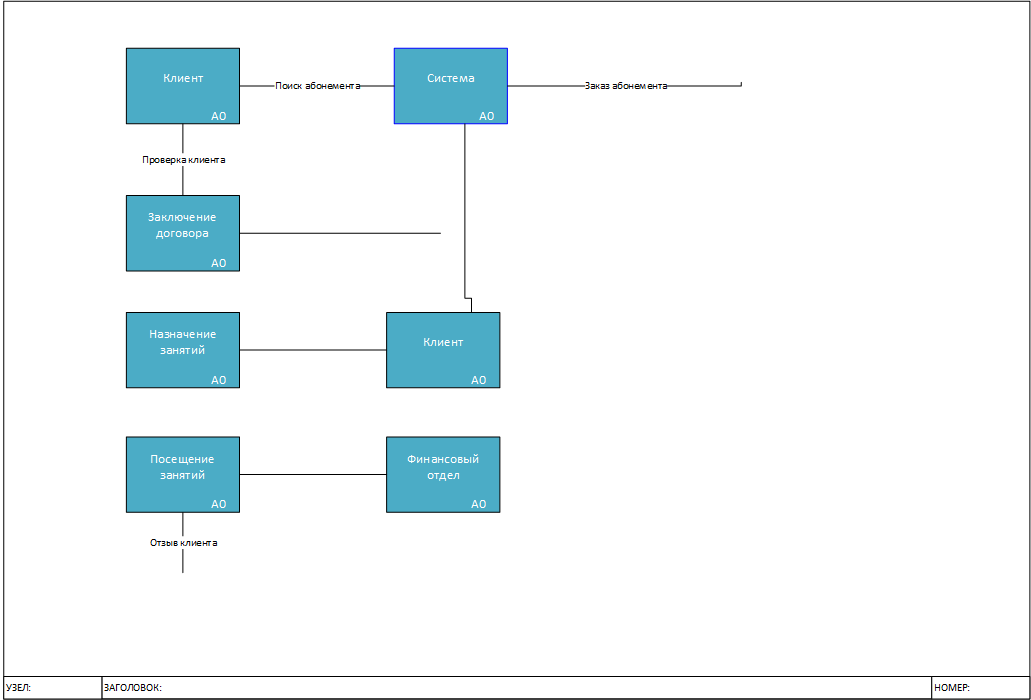 Клиент
A0
Поиск абонемента
Система
A0
Заказ абонемента
Проверка клиента
Заключение
договора
A0
Назначение
занятий
A0
Клиент
A0
Посещение
занятий
A0
Финансовый
отдел
A0
Отзыв клиента
УЗЕЛ:
ЗАГОЛОВОК:
НОМЕР: